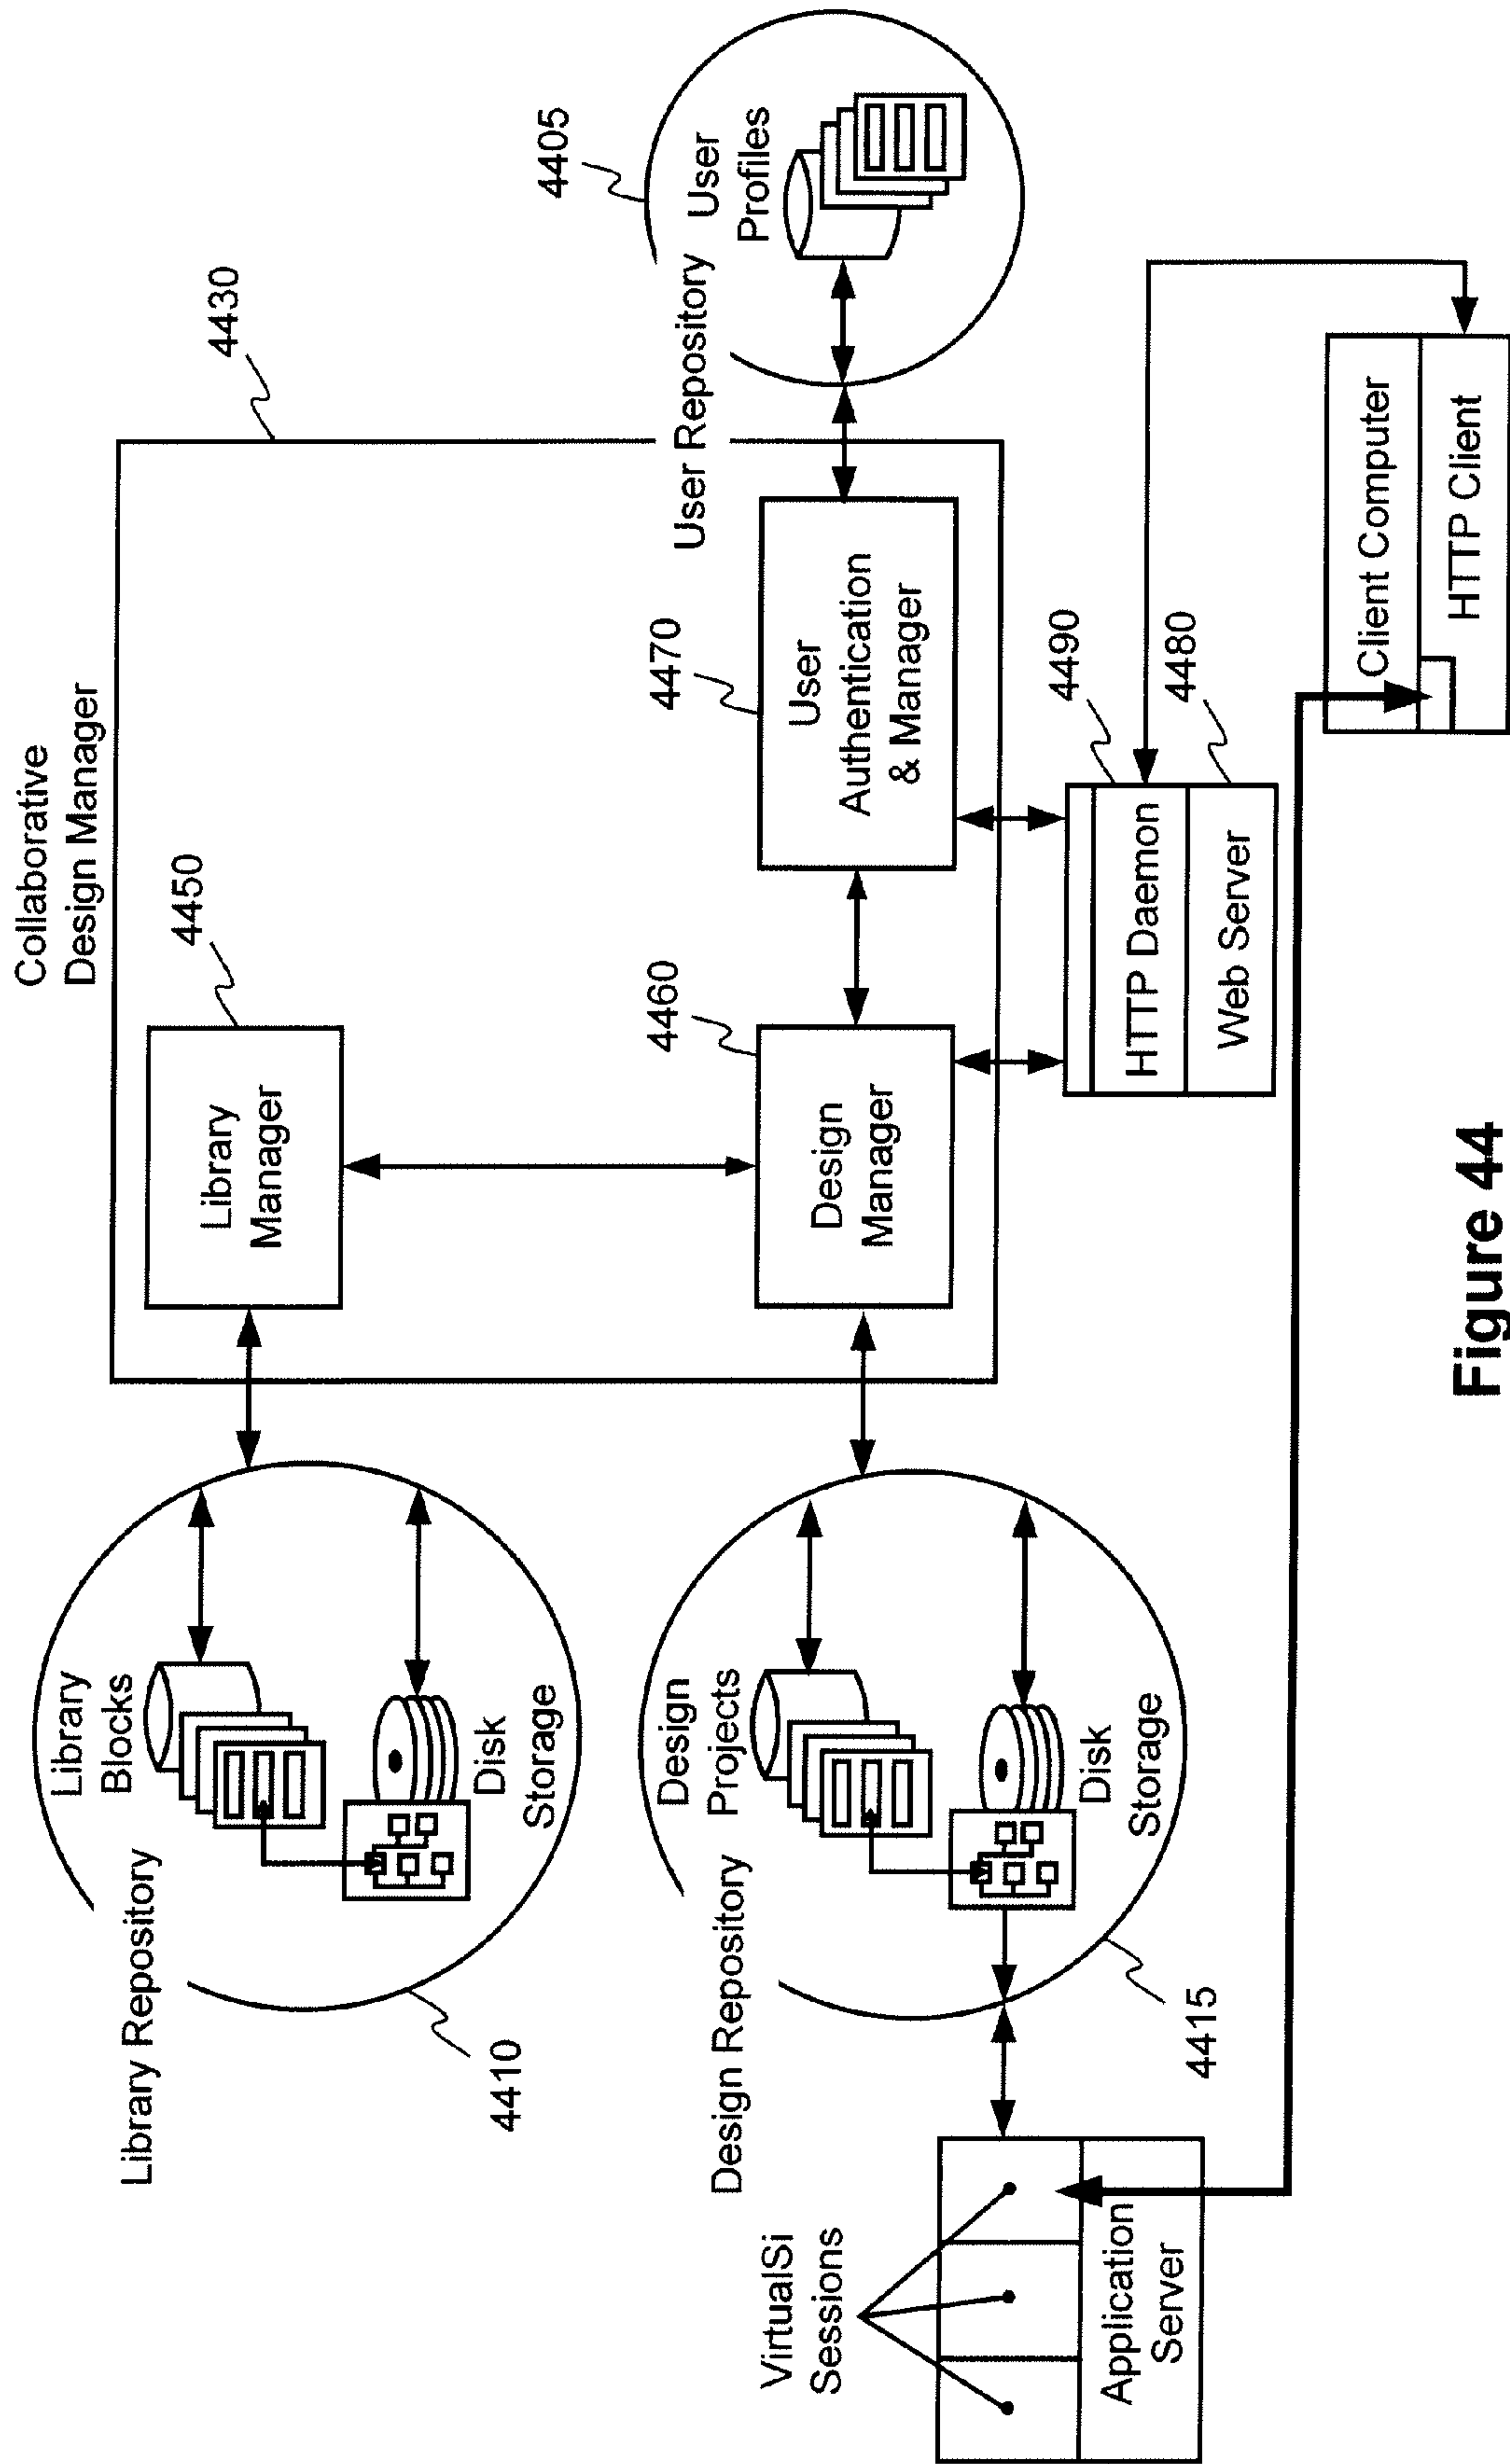 Collaborative
Design Manager
4430
4405
4450
Library
Manager
Library Repository
Library
Blocks
Disk
Storage
4410
User Repository
User
Profiles
4470
User
Authentication
& Manager
4460
Design
Manager
Design Repository
Design
Projects
Disk
Storage
4415
VirtualSi
Sessions
Application
Server
4490
HTTP Daemon
4480
Web Server
Client Computer
HTTP Client
Figure 44